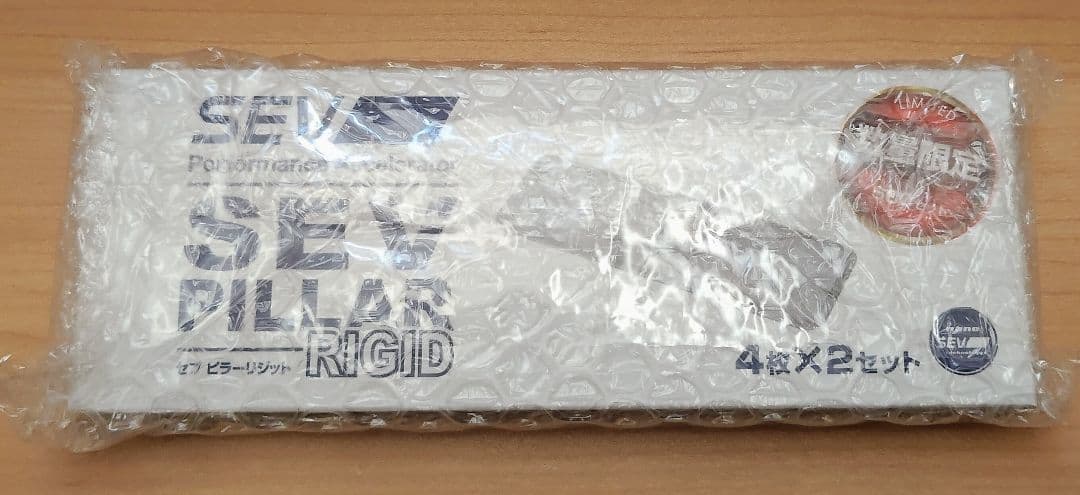 SEV
Performance Accelerator
SEV
PILLAR
RIGID
セブ ピラーリジット
LIMITED
数量限定
4枚×2セット
nano
SEV